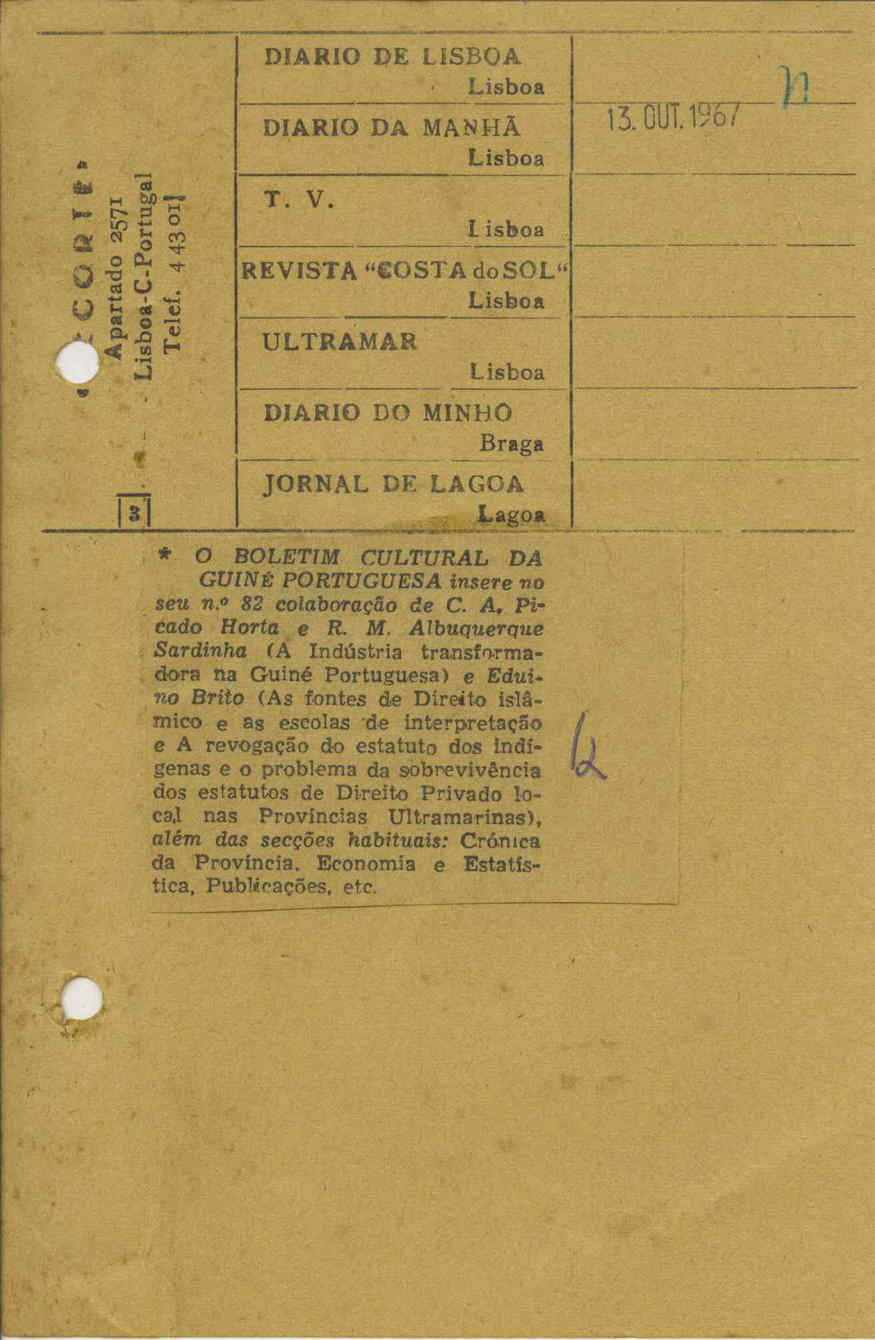 Apartado 2571
Lisboa-C-Portugal
Telef. 4 43 01
3
DIARIO DE LISBOA
Lisboa
DIARIO DA MANHÃ
Lisboa
13. OUT. 1967
T. V.
Lisboa
REVISTA “COSTA do SOL“
Lisboa
ULTRAMAR
Lisboa
DIARIO DO MINHO
Braga
JORNAL DE LAGOA
Lagoa
* O BOLETIM CULTURAL DA
GUINÉ PORTUGUESA insere no
seu n.º 82 colaboração de C. A. Pi-
cado Horta e R. M. Albuquerque
Sardinha (A Indústria transforma-
dora na Guiné Portuguesa) e Edui-
no Brito (As fontes de Direito islâ-
mico e as escolas de interpretação
e A revogação do estatuto dos indí-
genas e o problema da sobrevivência
dos estatutos de Direito Privado lo-
cal nas Províncias Ultramarinas),
além das secções habituais: Crónica
da Província, Economia e Estatís-
tica, Publicações, etc.